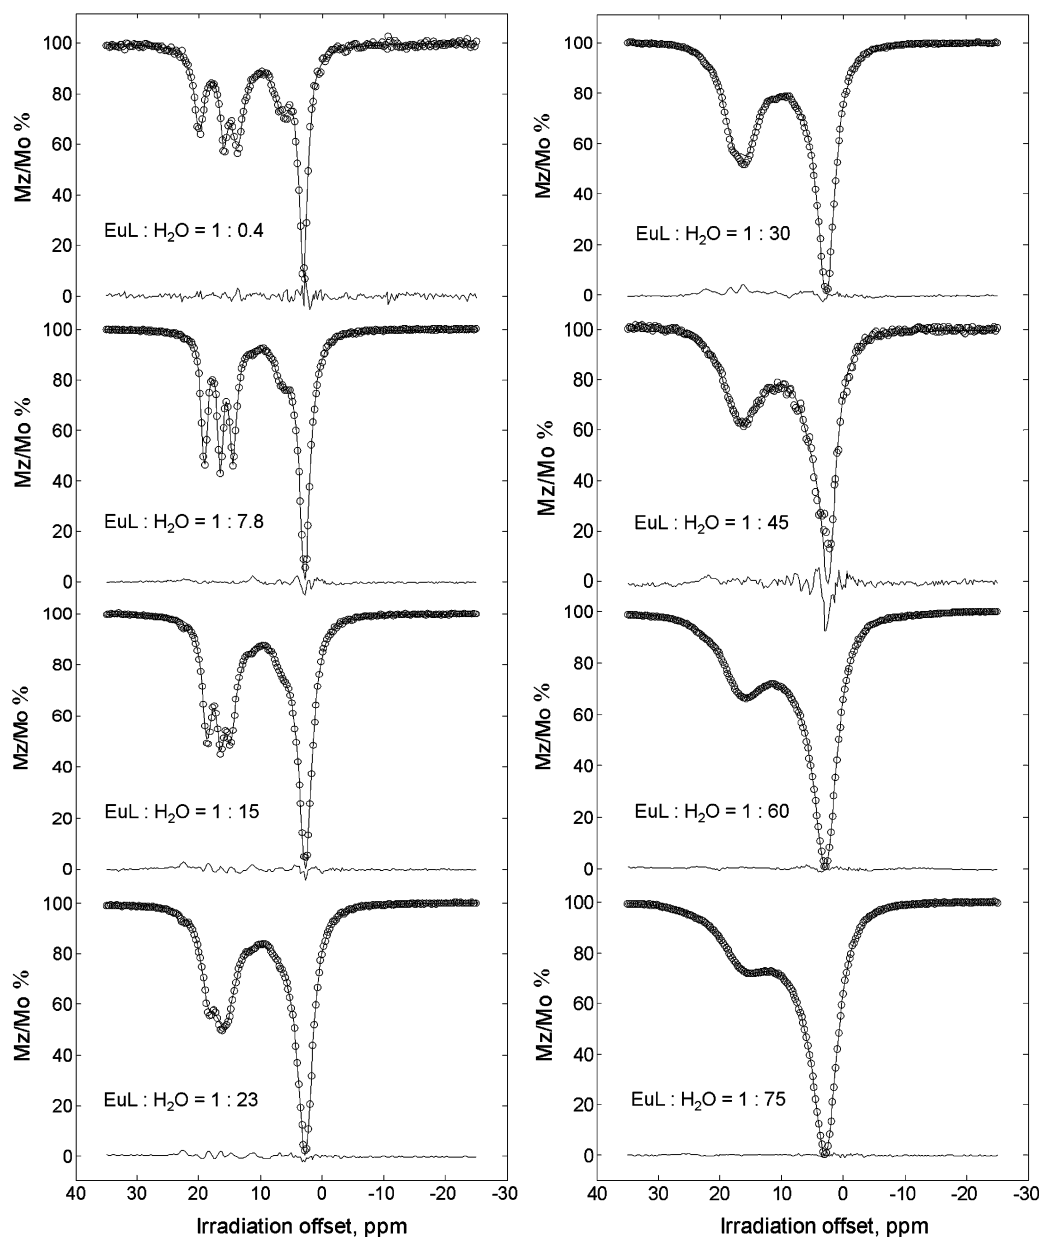 100
80
60
40
20
0
Mz/Mo %
EuL : H₂O = 1 : 0.4
100
80
60
40
20
0
Mz/Mo %
EuL : H₂O = 1 : 7.8
100
80
60
40
20
0
Mz/Mo %
EuL : H₂O = 1 : 15
100
80
60
40
20
0
Mz/Mo %
EuL : H₂O = 1 : 23
40 30 20 10 0 -10 -20 -30
Irradiation offset, ppm
100
80
60
40
20
0
Mz/Mo %
EuL : H₂O = 1 : 30
100
80
60
40
20
0
Mz/Mo %
EuL : H₂O = 1 : 45
100
80
60
40
20
0
Mz/Mo %
EuL : H₂O = 1 : 60
100
80
60
40
20
0
Mz/Mo %
EuL : H₂O = 1 : 75
40 30 20 10 0 -10 -20 -30
Irradiation offset, ppm